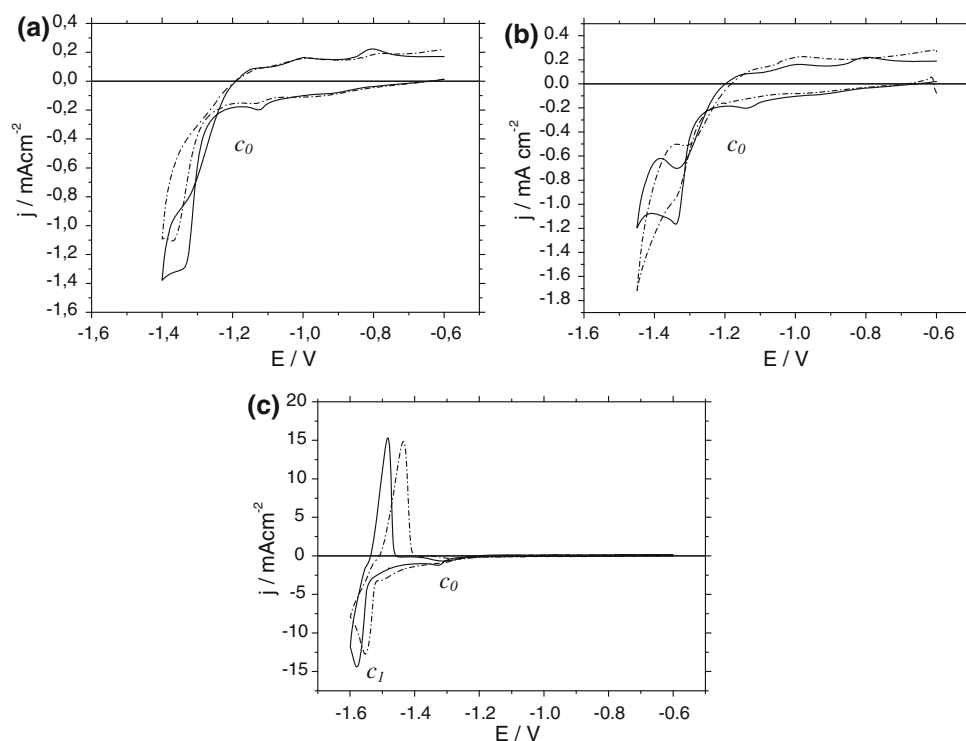 (a)
0,4
0,2
0,0
-0,2
-0,4
-0,6
-0,8
-1,0
-1,2
-1,4
-1,6
j / mAcm-2
c0
-1,6 -1,4 -1,2 -1,0 -0,8 -0,6
E / V
(b)
0.4
0.2
0.0
-0.2
-0.4
-0.6
-0.8
-1.0
-1.2
-1.4
-1.6
-1.8
j / mA cm-2
c0
-1.6 -1.4 -1.2 -1.0 -0.8 -0.6
E / V
(c)
20
15
10
5
0
-5
-10
-15
j / mAcm-2
c0
c1
-1.6 -1.4 -1.2 -1.0 -0.8 -0.6
E / V